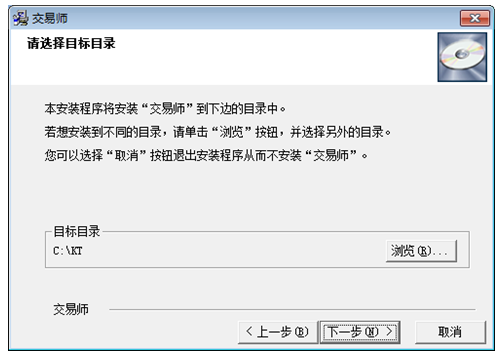 交易师
请选择目标目录
本安装程序将安装“交易师”到下边的目录中。
若想安装到不同的目录，请单击“浏览”按钮，并选择另外的目录。
您可以选择“取消”按钮退出安装程序从而不安装“交易师”。
目标目录
C:\KT
浏览(R)...
交易师
< 上一步(B)
下一步(N) >
取消